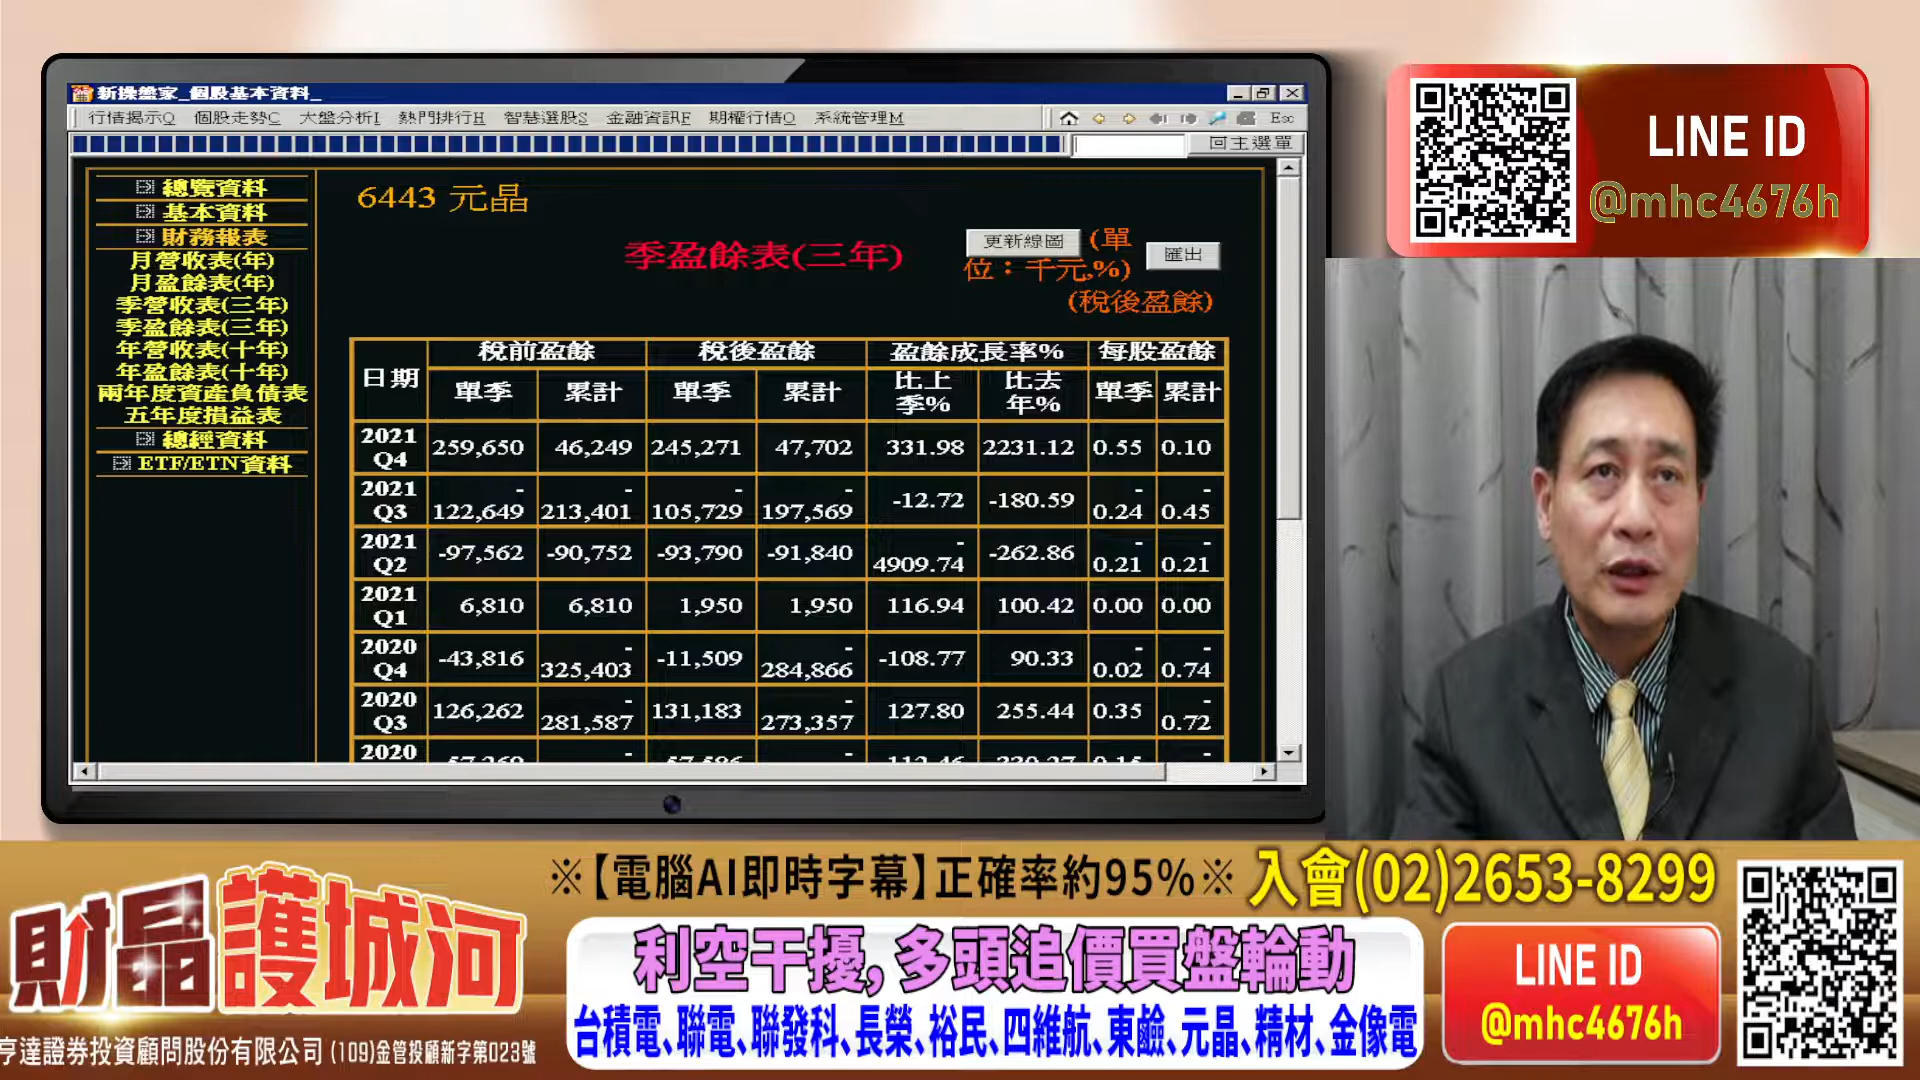 新操盤家_個股基本資料_
行情揭示Q 個股走勢C 大盤分析I 熱門排行H 智慧選股S 金融資訊F 期權行情O 系統管理M Esc
回主選單
總覽資料
基本資料
財務報表
月營收表(年)
月盈餘表(年)
季營收表(三年)
季盈餘表(三年)
年營收表(十年)
年盈餘表(十年)
兩年度資產負債表
五年度損益表
總經資料
ETF/ETN資料
6443 元晶
季盈餘表(三年)
更新線圖 (單
位：千元,%) 匯出
(稅後盈餘)
日期 稅前盈餘 稅後盈餘 盈餘成長率% 每股盈餘
單季 累計 單季 累計 比上季% 比去年% 單季 累計
2021 Q4 259,650 46,249 245,271 47,702 331.98 2231.12 0.55 0.10
2021 Q3 -122,649 -213,401 -105,729 -197,569 -12.72 -180.59 -0.24 -0.45
2021 Q2 -97,562 -90,752 -93,790 -91,840 -4909.74 -262.86 -0.21 -0.21
2021 Q1 6,810 6,810 1,950 1,950 116.94 100.42 0.00 0.00
2020 Q4 -43,816 -325,403 -11,509 -284,866 -108.77 90.33 -0.02 -0.74
2020 Q3 126,262 -281,587 131,183 -273,357 127.80 255.44 0.35 -0.72
2020
LINE ID
@mhc4676h
財晶護城河
亨達證券投資顧問股份有限公司 (109)金管投顧新字第023號
※【電腦AI即時字幕】正確率約95%※
入會(02)2653-8299
利空干擾,多頭追價買盤輪動
台積電、聯電、聯發科、長榮、裕民、四維航、東鹼、元晶、精材、金像電
LINE ID
@mhc4676h